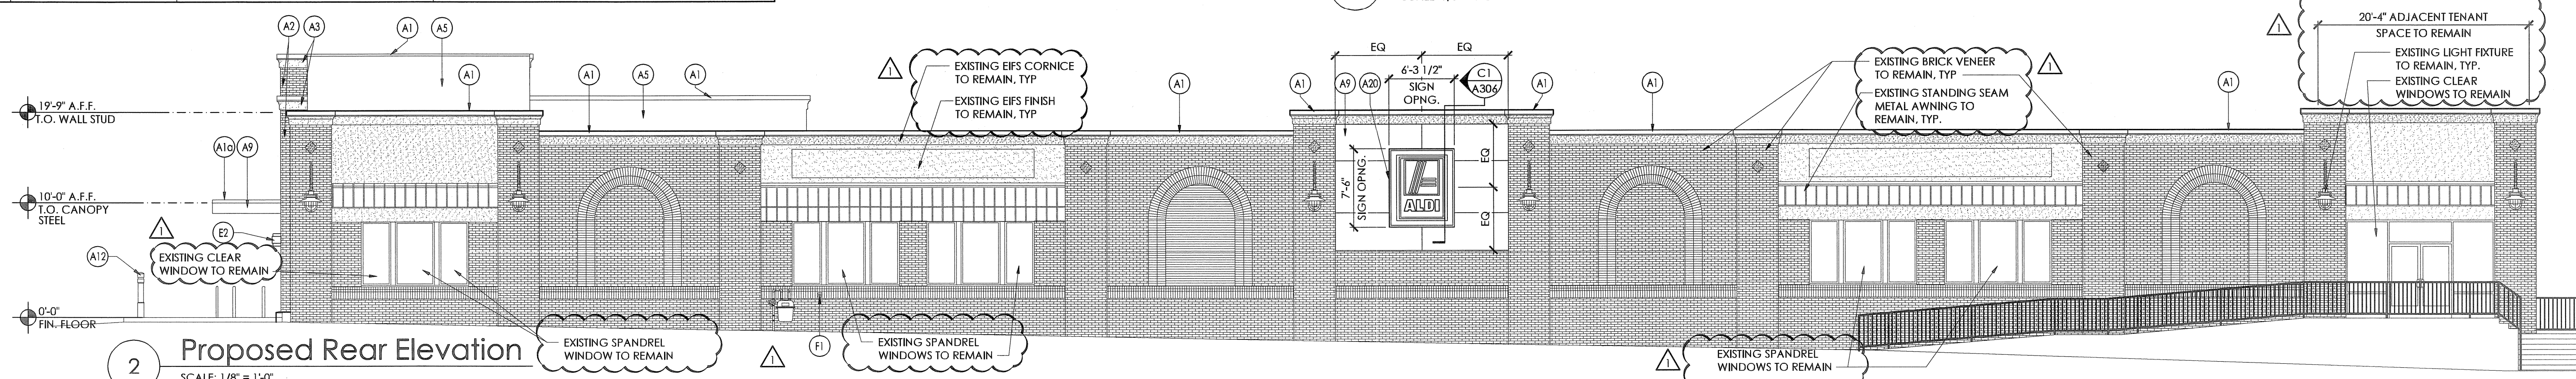 A2
A3
A1
A5
A1
A1
A5
A1
1
EXISTING EIFS CORNICE
TO REMAIN, TYP
EXISTING EIFS FINISH
TO REMAIN, TYP
A1
A1
EQ
EQ
6'-3 1/2"
SIGN
OPNG.
C1
A306
A9
A20
A1
A1
EXISTING BRICK VENEER
TO REMAIN, TYP
EXISTING STANDING SEAM
METAL AWNING TO
REMAIN, TYP.
1
A1
1
20'-4" ADJACENT TENANT
SPACE TO REMAIN
EXISTING LIGHT FIXTURE
TO REMAIN, TYP.
EXISTING CLEAR
WINDOWS TO REMAIN
19'-9" A.F.F.
T.O. WALL STUD
A1a
A9
10'-0" A.F.F.
T.O. CANOPY
STEEL
E2
1
EXISTING CLEAR
WINDOW TO REMAIN
A12
0'-0"
FIN. FLOOR
7'-6"
SIGN OPNG.
EQ
EQ
ALDI
2
Proposed Rear Elevation
SCALE: 1/8" = 1'-0"
EXISTING SPANDREL
WINDOW TO REMAIN
1
F1
EXISTING SPANDREL
WINDOWS TO REMAIN
1
EXISTING SPANDREL
WINDOWS TO REMAIN